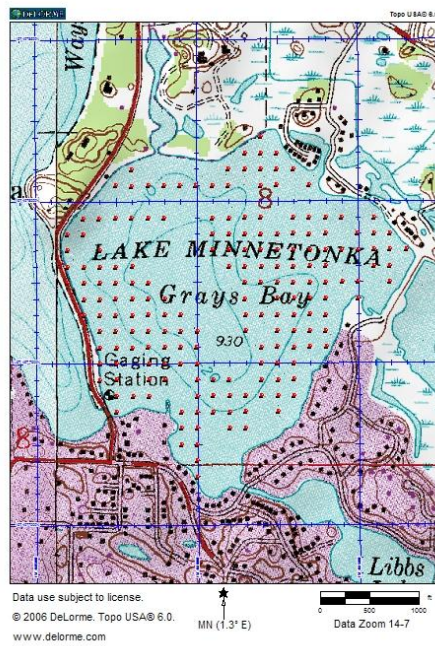 DELORME
Topo USA® 6.0
Way
a
8
LAKE MINNETONKA
Grays Bay
930
Gaging
Station
8
Libbs
Data use subject to license.
© 2006 DeLorme. Topo USA® 6.0.
www.delorme.com
MN (1.3° E)
ft
0 500 1000
Data Zoom 14-7